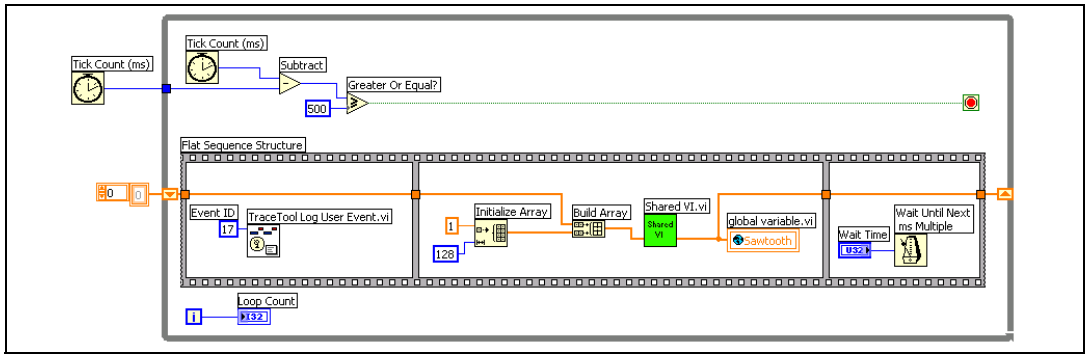 Tick Count (ms)
Tick Count (ms)
Subtract
Greater Or Equal?
500
Flat Sequence Structure
0
0
Event ID
17
TraceTool Log User Event.vi
1
128
Initialize Array
Build Array
Shared VI.vi
Shared
VI
global variable.vi
Sawtooth
Wait Time
U32
Wait Until Next
ms Multiple
Loop Count
i
I32